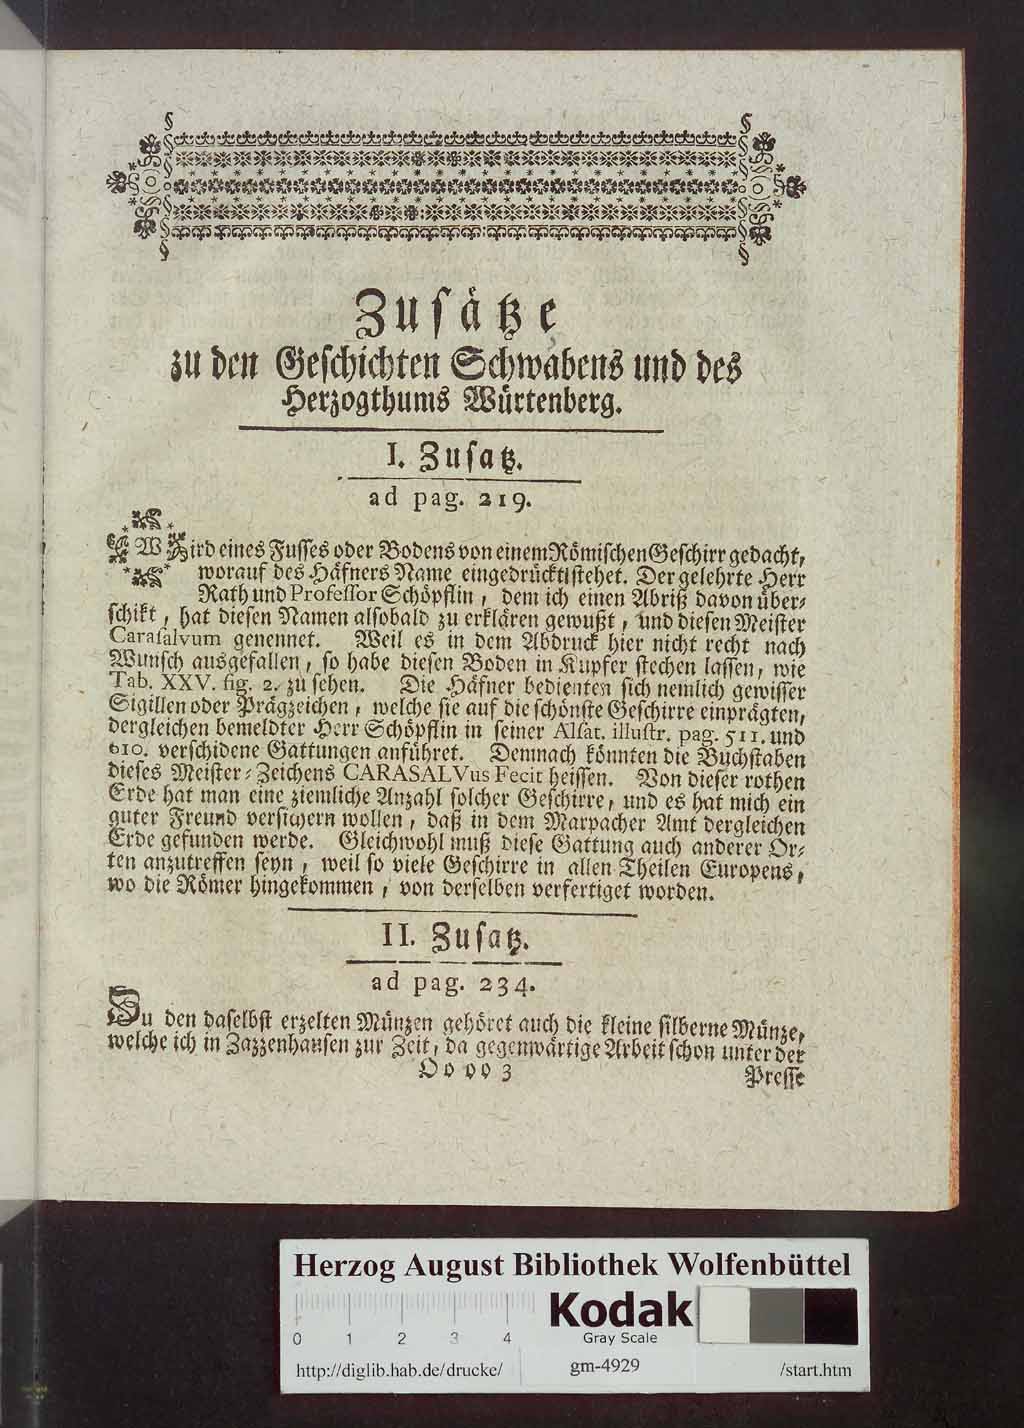 Zusätze
zu den Geschichten Schwabens und des
Herzogthums Würtenberg.
I. Zusatz.
ad pag. 219.
Wird eines Fusses oder Bodens von einem Römischen Geschirr gedacht,
worauf des Häfners Name eingedrückt stehet. Der gelehrte Herr
Rath und Professor Schöpflin, dem ich einen Abriß davon über-
schikt, hat diesen Namen alsobald zu erklären gewußt, und diesen Meister
Carasalvum genennet. Weil es in dem Abdruck hier nicht recht nach
Wunsch ausgefallen, so habe diesen Boden in Kupfer stechen lassen, wie
Tab. XXV. fig. 2. zu sehen. Die Häfner bedienten sich nemlich gewisser
Sigillen oder Prägzeichen, welche sie auf die schönste Geschirre einprägten,
dergleichen bemeldter Herr Schöpflin in seiner Alsat. illustr. pag. 511. und
610. verschidene Gattungen anführet. Demnach könnten die Buchstaben
dieses Meister-Zeichens CARASALVus Fecit heissen. Von dieser rothen
Erde hat man eine ziemliche Anzahl solcher Geschirre, und es hat mich ein
guter Freund versichern wollen, daß in dem Marpacher Amt dergleichen
Erde gefunden werde. Gleichwohl muß diese Gattung auch anderer Or-
ten anzutreffen seyn, weil so viele Geschirre in allen Theilen Europens,
wo die Römer hingekommen, von derselben verfertiget worden.
II. Zusatz.
ad pag. 234.
Zu den daselbst erzelten Münzen gehöret auch die kleine silberne Münze,
welche ich in Zazzenhausen zur Zeit, da gegenwärtige Arbeit schon unter der
Oo oo 3
Presse
Herzog August Bibliothek Wolfenbüttel
0 1 2 3 4
Kodak
Gray Scale
http://diglib.hab.de/drucke/ gm-4929 /start.htm